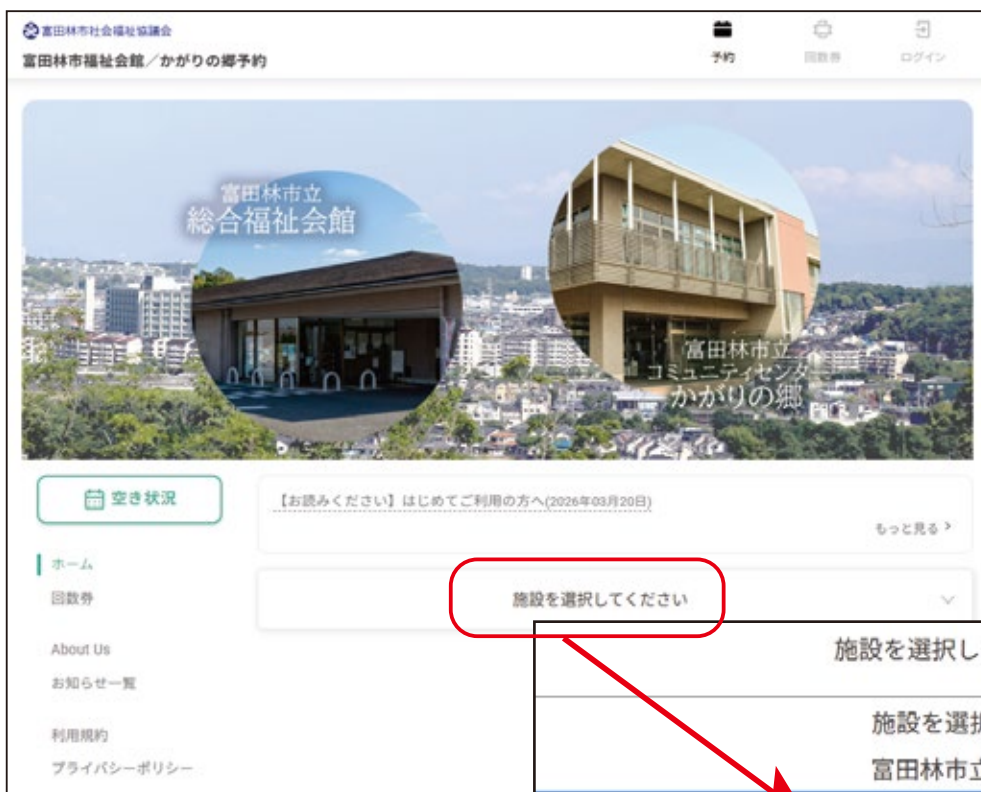 富田林市社会福祉協議会
富田林市福祉会館／かがりの郷予約
予約
回数券
ログイン
富田林市立
総合福祉会館
富田林市立
コミュニティセンター
かがりの郷
空き状況
【お読みください】はじめてご利用の方へ(2026年03月20日)
もっと見る >
ホーム
回数券
施設を選択してください
About Us
お知らせ一覧
利用規約
プライバシーポリシー
施設を選択し
施設を選択
富田林市立